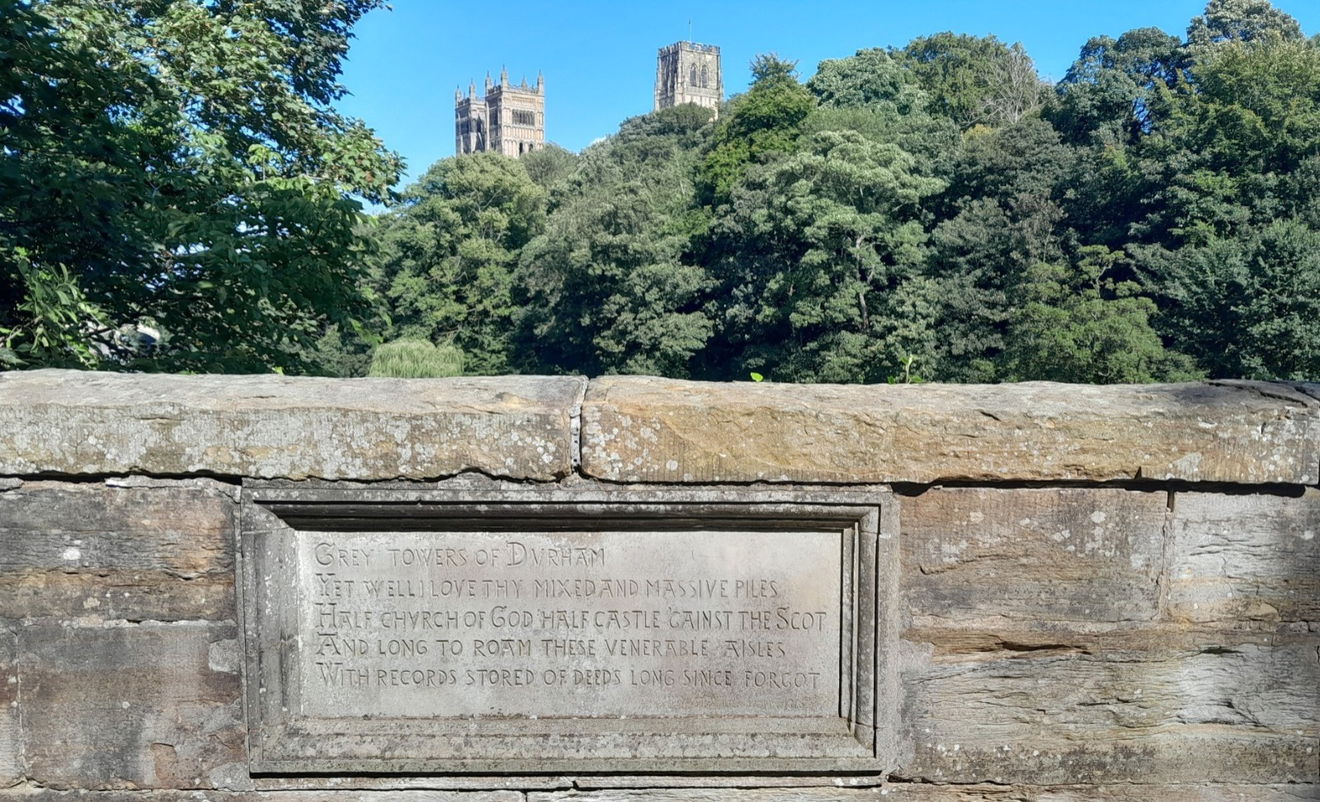 GREY TOWERS OF DVRHAM
YET WELL I LOVE THY MIXED AND MASSIVE PILES
HALF CHVRCH OF GOD HALF CASTLE 'GAINST THE SCOT
AND LONG TO ROAM THESE VENERABLE AISLES
WITH RECORDS STORED OF DEEDS LONG SINCE FORGOT